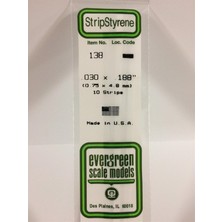 StripStyrene
Item No. Loc. Code
138
.030 x .188"
(0.75 x 4.8 mm)
10 Strips
Made in U.S.A.
evergreen
scale models
Des Plaines, IL 60018